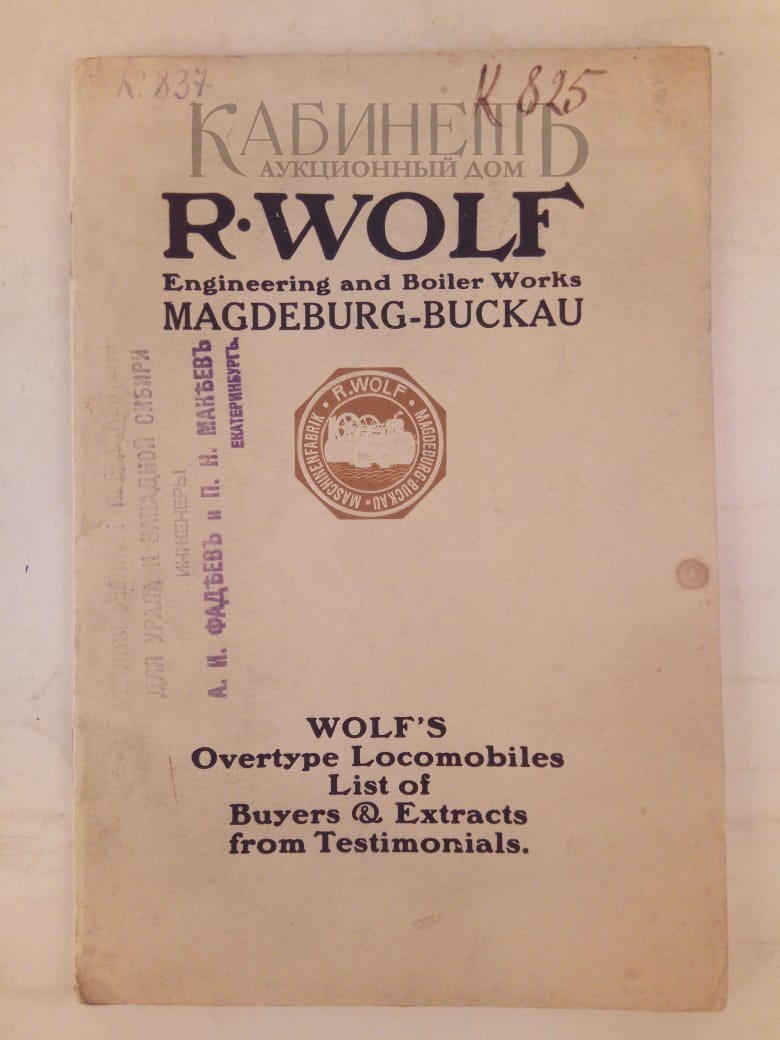 К. 837
К 825
КАБИНЕТЪ
АУКЦИОННЫЙ ДОМ
R. WOLF
Engineering and Boiler Works
MAGDEBURG-BUCKAU
R. WOLF · MAGDEBURG-BUCKAU · MASCHINENFABRIK
ДЛЯ УРАЛА И ЗАПАДНОЙ СИБИРИ
ИНЖЕНЕРЫ
А. И. ФАДѢЕВЪ и П. Н. МАКѢЕВЪ
ЕКАТЕРИНБУРГЪ.
WOLF'S
Overtype Locomobiles
List of
Buyers & Extracts
from Testimonials.